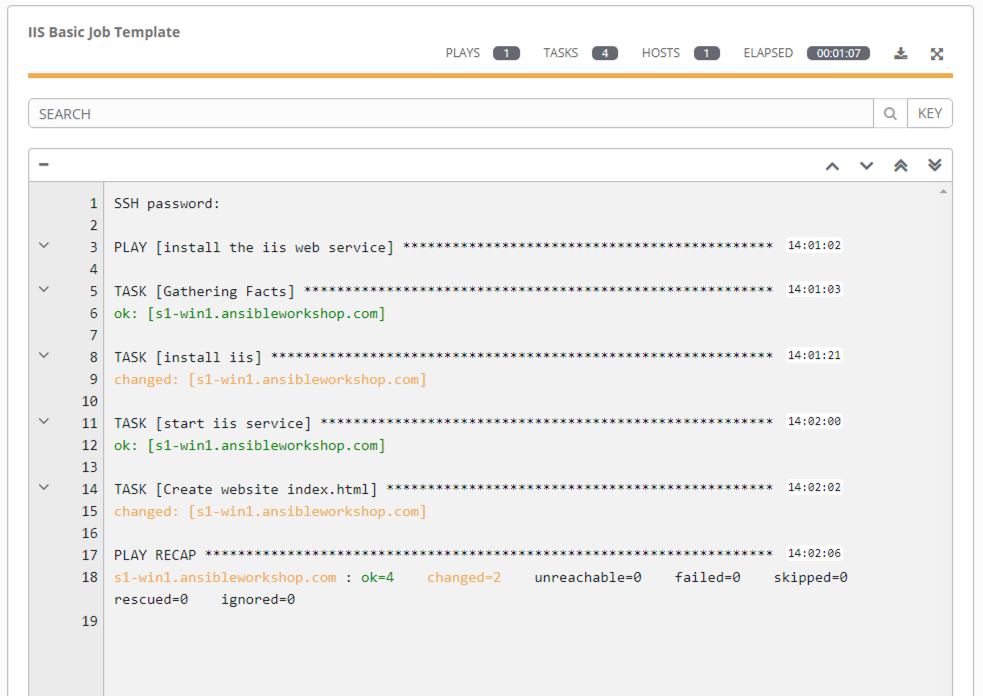 IIS Basic Job Template
PLAYS 1 TASKS 4 HOSTS 1 ELAPSED 00:01:07
SEARCH KEY
1 SSH password:
2
3 PLAY [install the iis web service] ********************************************* 14:01:02
4
5 TASK [Gathering Facts] ********************************************************* 14:01:03
6 ok: [s1-win1.ansibleworkshop.com]
7
8 TASK [install iis] ************************************************************* 14:01:21
9 changed: [s1-win1.ansibleworkshop.com]
10
11 TASK [start iis service] ******************************************************* 14:02:00
12 ok: [s1-win1.ansibleworkshop.com]
13
14 TASK [Create website index.html] *********************************************** 14:02:02
15 changed: [s1-win1.ansibleworkshop.com]
16
17 PLAY RECAP ********************************************************************* 14:02:06
18 s1-win1.ansibleworkshop.com : ok=4 changed=2 unreachable=0 failed=0 skipped=0
rescued=0 ignored=0
19